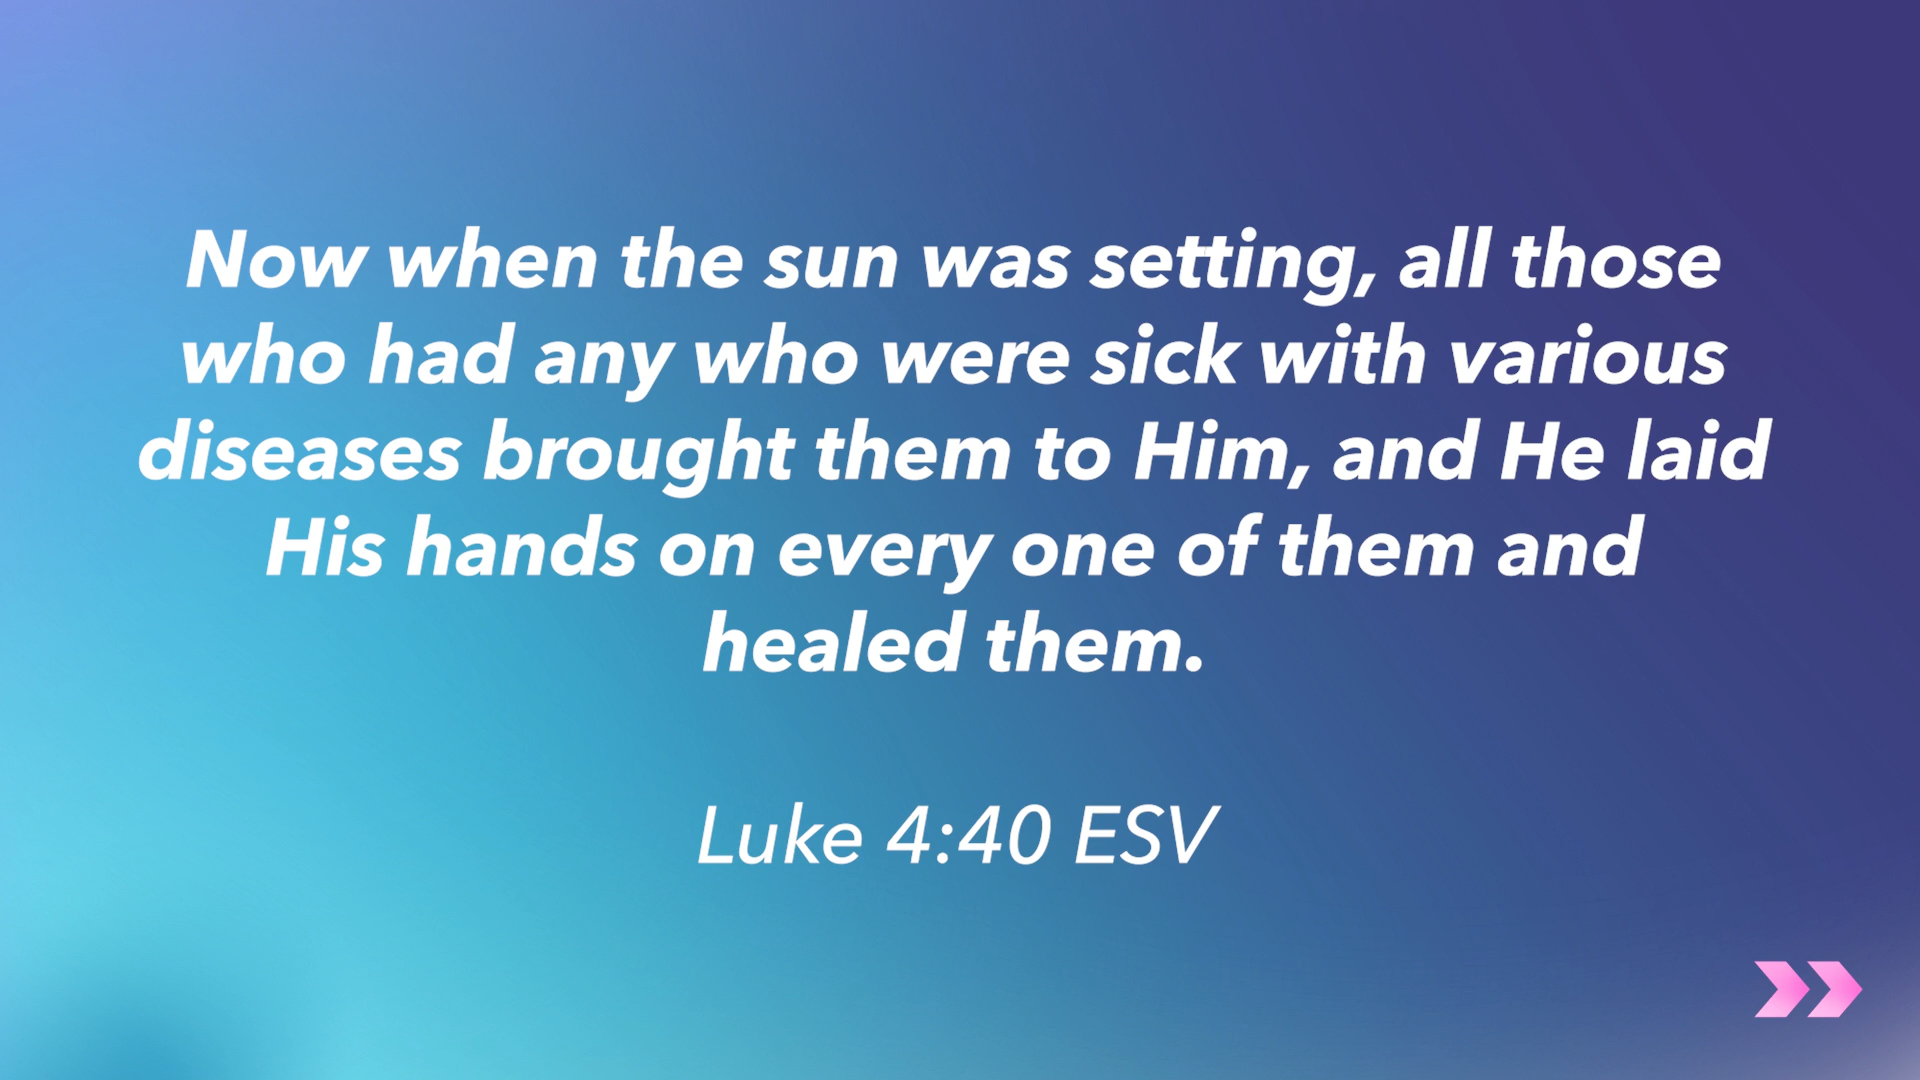 Now when the sun was setting, all those
who had any who were sick with various
diseases brought them to Him, and He laid
His hands on every one of them and
healed them.
Luke 4:40 ESV